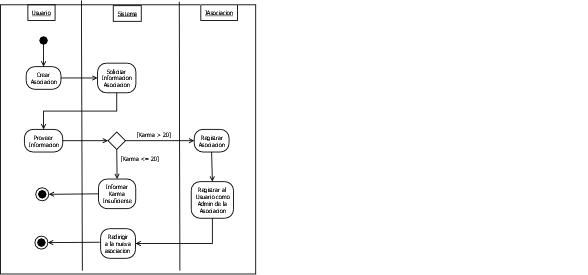 Usuario
Sistema
IAsociacion
Crear
Asociacion
Solicitar
Informacion
Asociacion
Proveer
Informacion
[Karma > 20]
[Karma <= 20]
Registrar
Asociacion
Informar
Karma
Insuficiente
Registrar al
Usuario como
Admin de la
Asociacion
Redirigir
a la nueva
asociacion